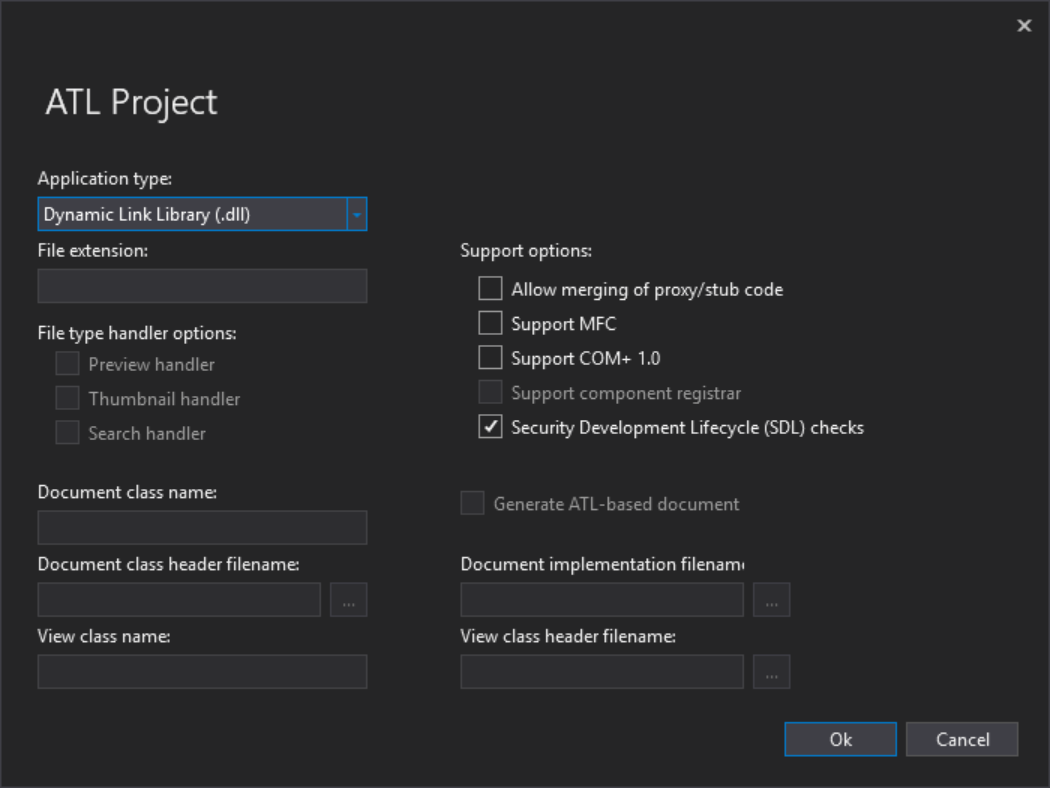 ATL Project
Application type:
Dynamic Link Library (.dll)
File extension:
Support options:
Allow merging of proxy/stub code
File type handler options:
Support MFC
Preview handler
Support COM+ 1.0
Thumbnail handler
Support component registrar
Search handler
Security Development Lifecycle (SDL) checks
Document class name:
Generate ATL-based document
Document class header filename:
Document implementation filenam
...
...
View class name:
View class header filename:
...
Ok
Cancel